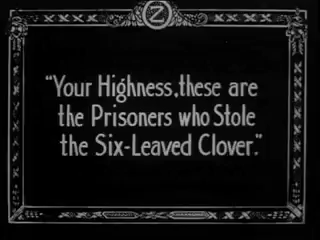 Z
"Your Highness, these are
the Prisoners who Stole
the Six-Leaved Clover."